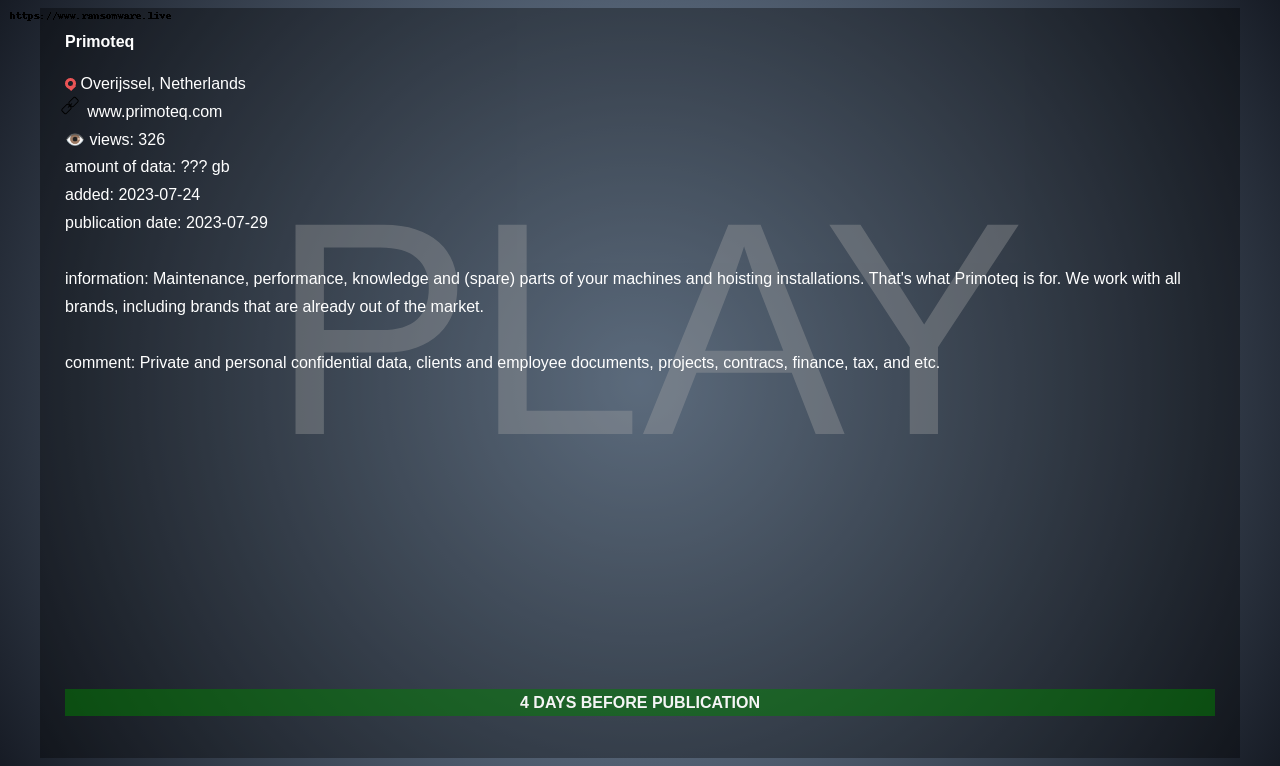 https://www.ransomware.live
Primoteq
Overijssel, Netherlands
www.primoteq.com
views: 326
amount of data: ??? gb
added: 2023-07-24
publication date: 2023-07-29
PLAY
information: Maintenance, performance, knowledge and (spare) parts of your machines and hoisting installations. That's what Primoteq is for. We work with all
brands, including brands that are already out of the market.
comment: Private and personal confidential data, clients and employee documents, projects, contracs, finance, tax, and etc.
4 DAYS BEFORE PUBLICATION